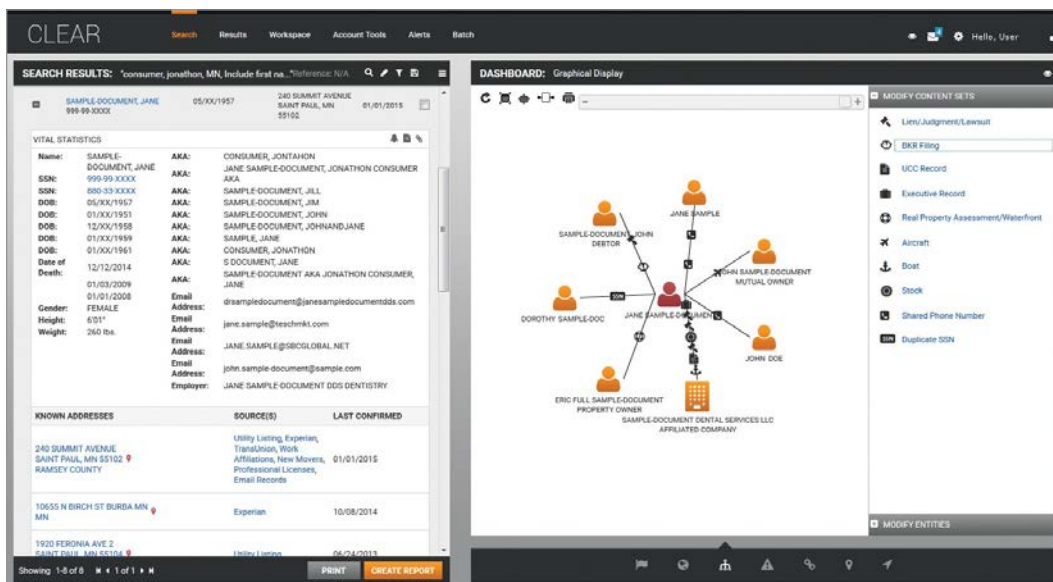 CLEAR
Search Results Workspace Account Tools Alerts Batch
Hello, User
SEARCH RESULTS: "consumer, jonathon, MN, Include first na..."Reference: N/A
SAMPLE-DOCUMENT, JANE
999-99-XXXX
05/XX/1957
240 SUMMIT AVENUE
SAINT PAUL, MN
55102
01/01/2015
VITAL STATISTICS
Name: SAMPLE-
DOCUMENT, JANE
SSN: 999-99-XXXX
SSN: 880-33-XXXX
DOB: 05/XX/1957
DOB: 01/XX/1951
DOB: 12/XX/1958
DOB: 01/XX/1959
DOB: 01/XX/1961
Date of
Death:
12/12/2014
01/03/2009
01/01/2008
Gender: FEMALE
Height: 6'01"
Weight: 260 lbs.
AKA: CONSUMER, JONTAHON
AKA: JANE SAMPLE-DOCUMENT, JONATHON CONSUMER
AKA
AKA: SAMPLE-DOCUMENT, JILL
AKA: SAMPLE-DOCUMENT, JIM
AKA: SAMPLE-DOCUMENT, JOHN
AKA: SAMPLE-DOCUMENT, JOHNANDJANE
AKA: SAMPLE, JANE
AKA: CONSUMER, JONATHON
AKA: S DOCUMENT, JANE
AKA: SAMPLE-DOCUMENT AKA JONATHON CONSUMER,
JANE
Email
Address: drsampledocument@janesampledocumentdds.com
Email
Address: jane.sample@teschmkt.com
Email
Address: JANE.SAMPLE@SBCGLOBAL.NET
Email
Address: john.sample-document@sample.com
Employer: JANE SAMPLE-DOCUMENT DDS DENTISTRY
KNOWN ADDRESSES SOURCE(S) LAST CONFIRMED
240 SUMMIT AVENUE
SAINT PAUL, MN 55102
RAMSEY COUNTY
Utility Listing, Experian,
TransUnion, Work
Affiliations, New Movers,
Professional Licenses,
Email Records
01/01/2015
10655 N BIRCH ST BURBA MN
MN
Experian
10/08/2014
1920 FERONIA AVE 2
SAINT PAUL, MN 55104
Utility Listing
06/24/2013
Showing 1-8 of 8 1 of 1
PRINT
CREATE REPORT
DASHBOARD: Graphical Display
JANE SAMPLE
SAMPLE-DOCUMENT, JOHN
DEBTOR
JOHN SAMPLE-DOCUMENT
MUTUAL OWNER
SSN
DOROTHY SAMPLE-DOC
JANE SAMPLE-DOCUMENT
JOHN DOE
ERIC FULL SAMPLE-DOCUMENT
PROPERTY OWNER
SAMPLE-DOCUMENT DENTAL SERVICES LLC
AFFILIATED COMPANY
MODIFY CONTENT SETS
Lien/Judgment/Lawsuit
BKR Filing
UCC Record
Executive Record
Real Property Assessment/Waterfront
Aircraft
Boat
Stock
Shared Phone Number
SSN Duplicate SSN
MODIFY ENTITIES